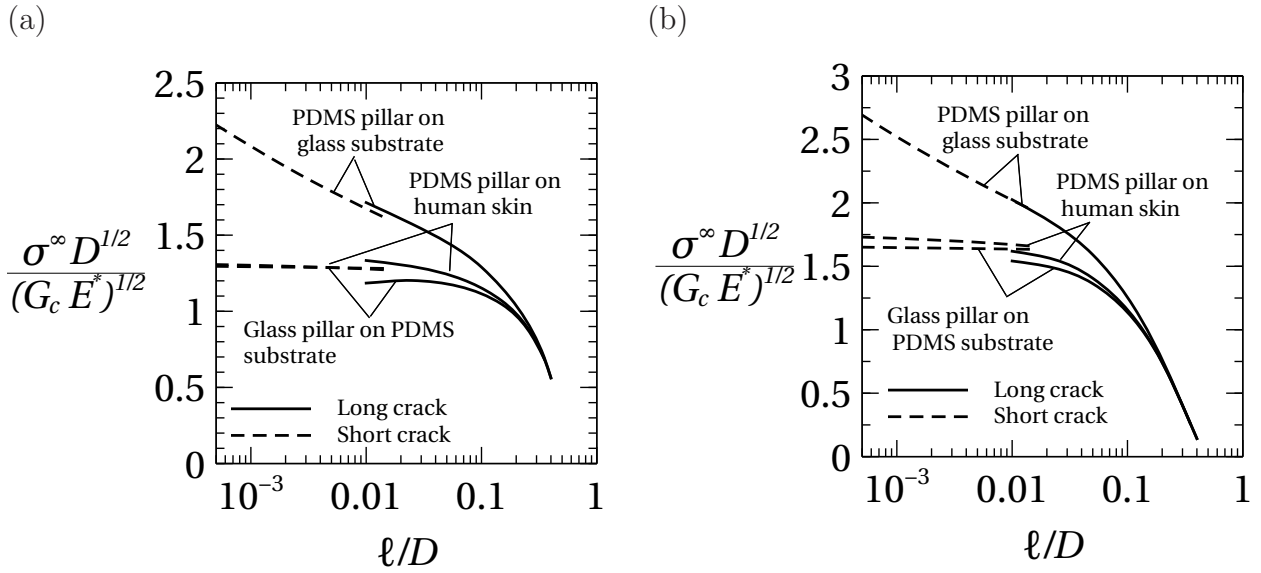 (a)
2.5
2
1.5
1
0.5
0
PDMS pillar on
glass substrate
PDMS pillar on
human skin
Glass pillar on PDMS
substrate
Long crack
Short crack
σ^∞ D^{1/2}
(G_c E^*)^{1/2}
10^{−3}
0.01
0.1
1
ℓ/D
(b)
3
2.5
2
1.5
1
0.5
0
PDMS pillar on
glass substrate
PDMS pillar on
human skin
Glass pillar on
PDMS substrate
Long crack
Short crack
σ^∞ D^{1/2}
(G_c E^*)^{1/2}
10^{−3}
0.01
0.1
1
ℓ/D